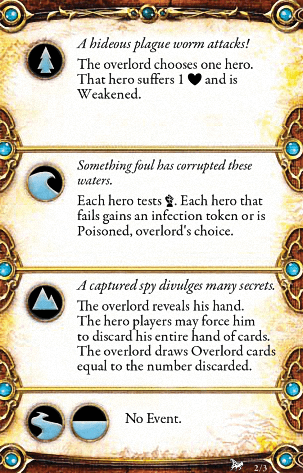 A hideous plague worm attacks!
The overlord chooses one hero.
That hero suffers 1 and is
Weakened.
Something foul has corrupted these
waters.
Each hero tests . Each hero that
fails gains an infection token or is
Poisoned, overlord's choice.
A captured spy divulges many secrets.
The overlord reveals his hand.
The hero players may force him
to discard his entire hand of cards.
The overlord draws Overlord cards
equal to the number discarded.
No Event.
2/3